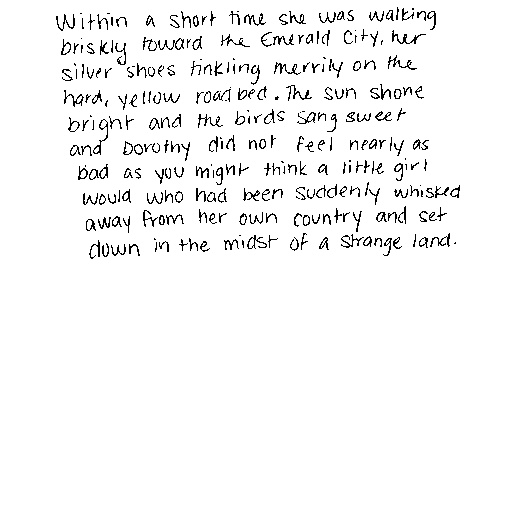 Within a short time she was walking
briskly toward the Emerald City, her
silver shoes tinkling merrily on the
hard, yellow roadbed. The sun shone
bright and the birds sang sweet
and Dorothy did not feel nearly as
bad as you might think a little girl
would who had been suddenly whisked
away from her own country and set
down in the midst of a strange land.